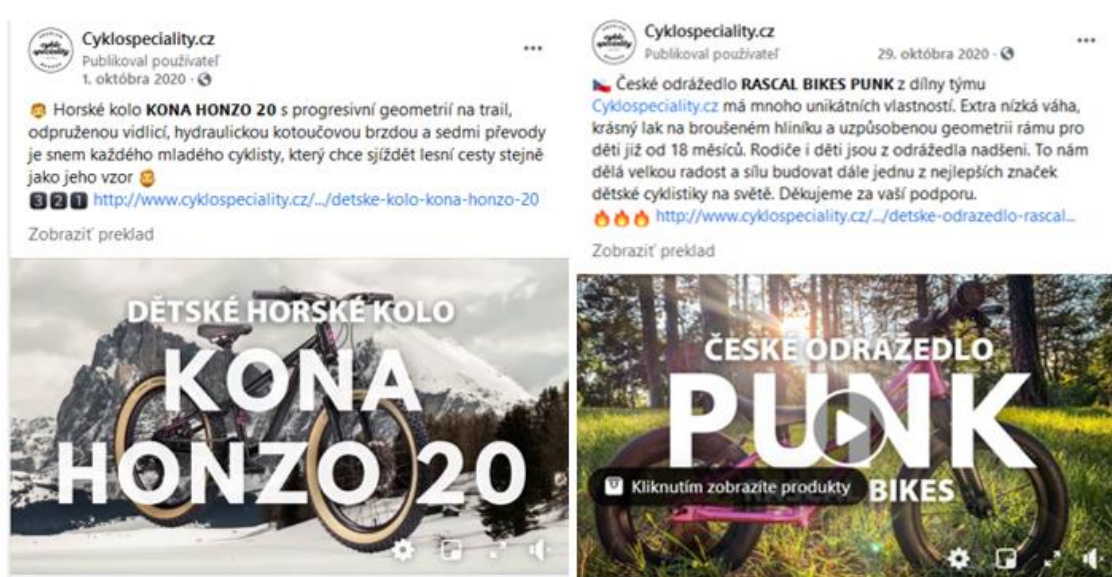 Cyklospeciality.cz
Publikoval používateľ
1. októbra 2020
Horské kolo KONA HONZO 20 s progresivní geometrií na trail,
odpruženou vidlicí, hydraulickou kotoučovou brzdou a sedmi převody
je snem každého mladého cyklisty, který chce sjíždět lesní cesty stejně
jako jeho vzor
3 2 1 http://www.cyklospeciality.cz/.../detske-kolo-kona-honzo-20
Zobraziť preklad
DĚTSKÉ HORSKÉ KOLO
KONA
HONZO 20
Cyklospeciality.cz
Publikoval používateľ 29. októbra 2020
České odrážedlo RASCAL BIKES PUNK z dílny týmu
Cyklospeciality.cz má mnoho unikátních vlastností. Extra nízká váha,
krásný lak na broušeném hliníku a uzpůsobenou geometrii rámu pro
děti již od 18 měsíců. Rodiče i děti jsou z odrážedla nadšeni. To nám
dělá velkou radost a sílu budovat dále jednu z nejlepších značek
dětské cyklistiky na světě. Děkujeme za vaší podporu.
http://www.cyklospeciality.cz/.../detske-odrazedlo-rascal...
Zobraziť preklad
ČESKÉ ODRÁŽEDLO
PUNK
BIKES
Kliknutím zobrazíte produkty